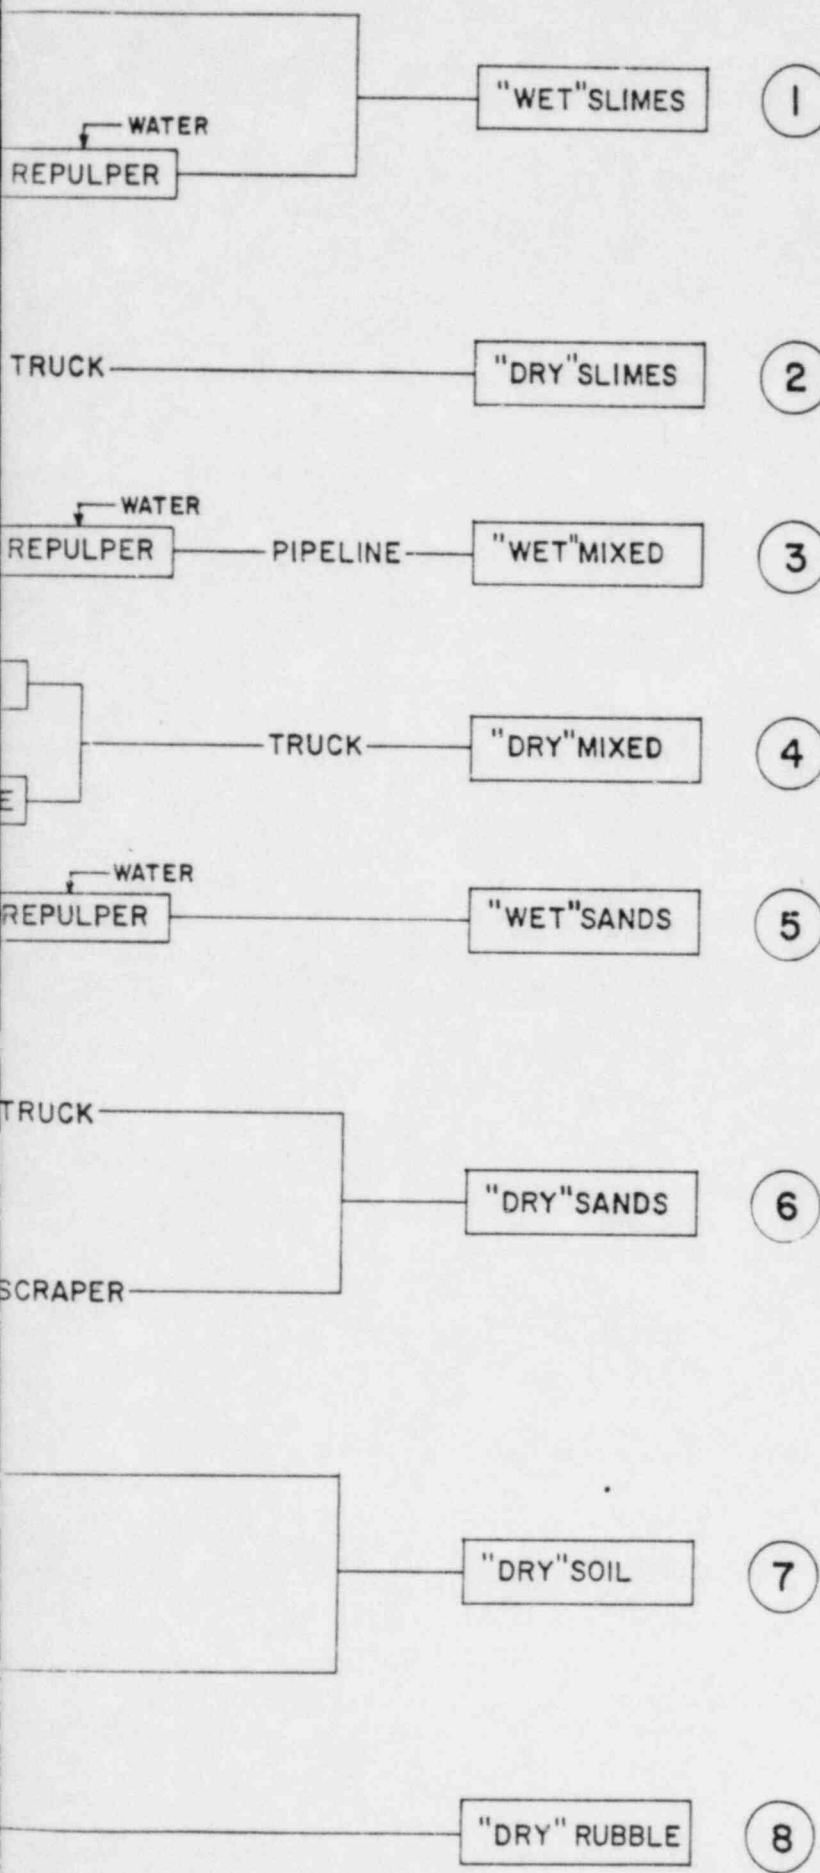 "WET" SLIMES 1
WATER
REPULPER
TRUCK "DRY" SLIMES 2
WATER
REPULPER PIPELINE "WET" MIXED 3
TRUCK "DRY" MIXED 4
E
WATER
REPULPER "WET" SANDS 5
TRUCK
"DRY" SANDS 6
SCRAPER
"DRY" SOIL 7
"DRY" RUBBLE 8